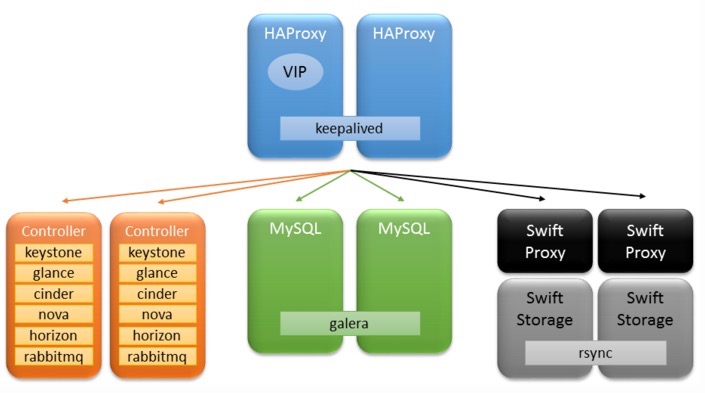 HAProxy
HAProxy
VIP
keepalived
Controller
keystone
glance
cinder
nova
horizon
rabbitmq
Controller
keystone
glance
cinder
nova
horizon
rabbitmq
MySQL
MySQL
galera
Swift
Proxy
Swift
Proxy
Swift
Storage
Swift
Storage
rsync